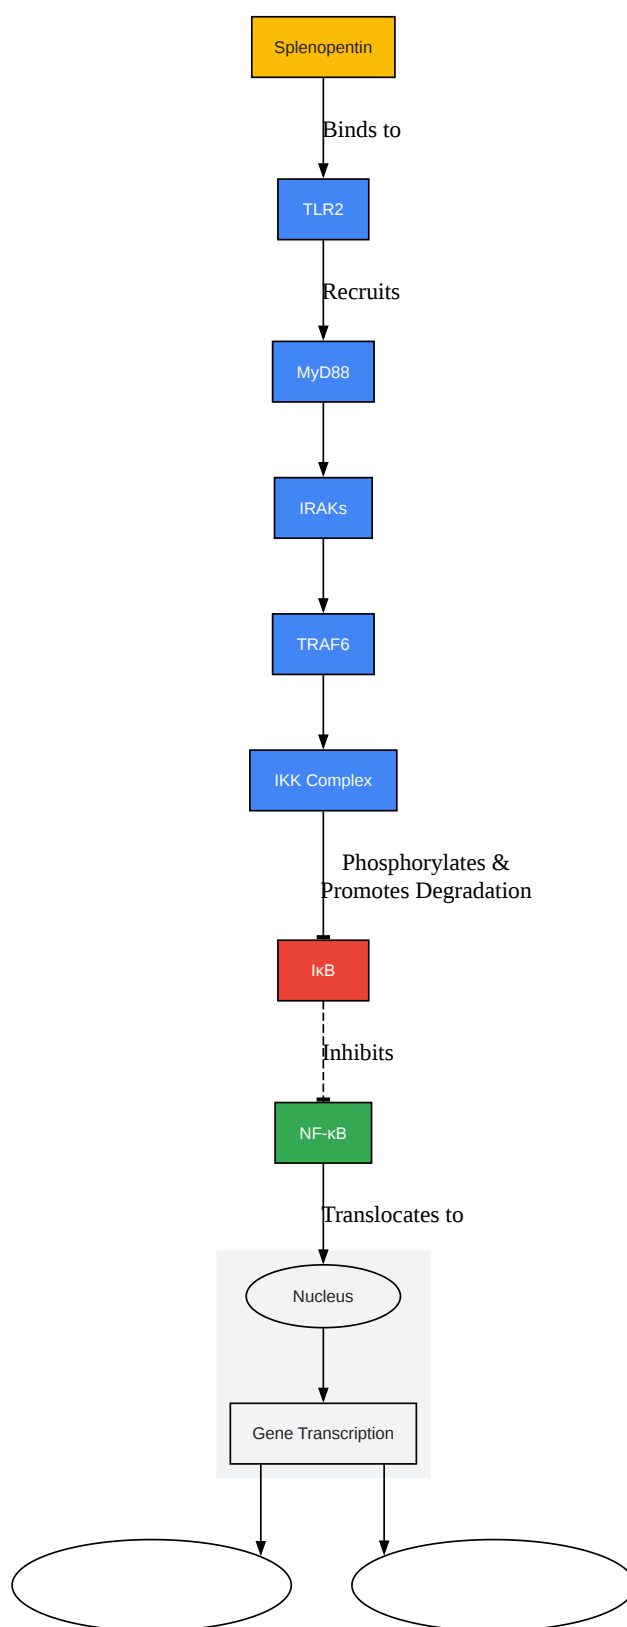 Splenopentin
Binds to
TLR2
Recruits
MyD88
IRAKs
TRAF6
IKK Complex
Phosphorylates &
Promotes Degradation
IκB
Inhibits
NF-κB
Translocates to
Nucleus
Gene Transcription